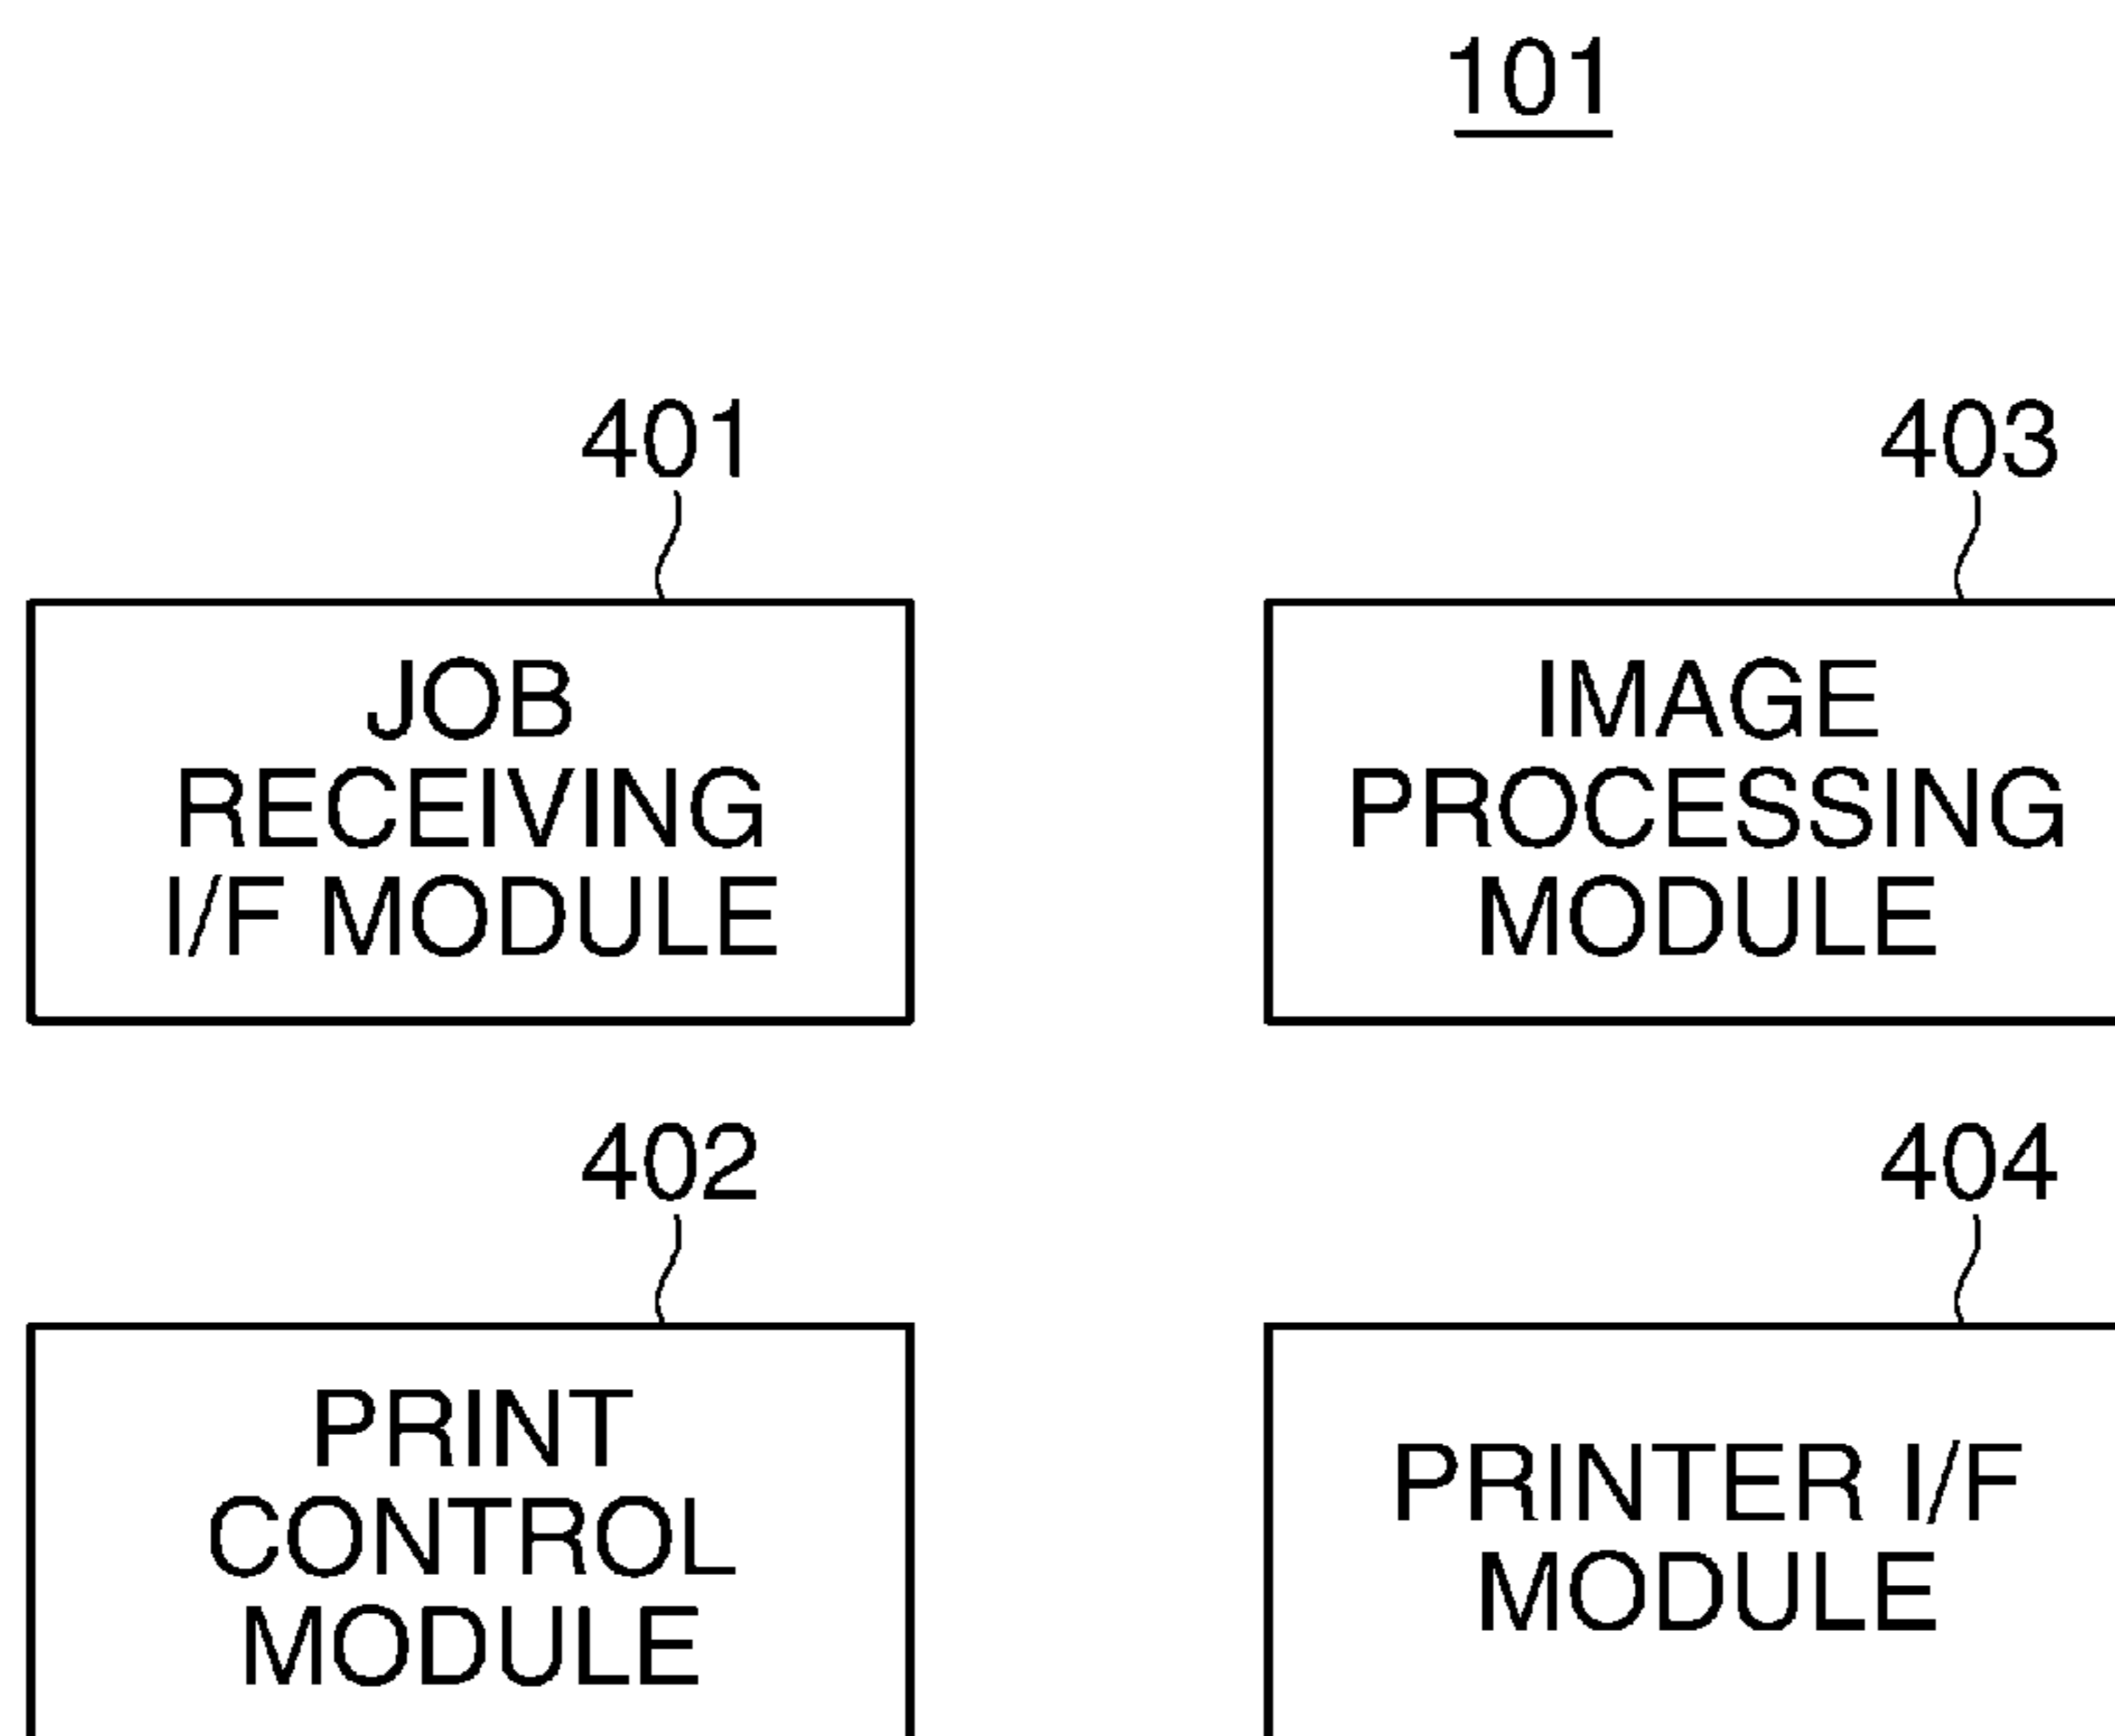 101
401
JOB
RECEIVING
I/F MODULE
403
IMAGE
PROCESSING
MODULE
402
PRINT
CONTROL
MODULE
404
PRINTER I/F
MODULE